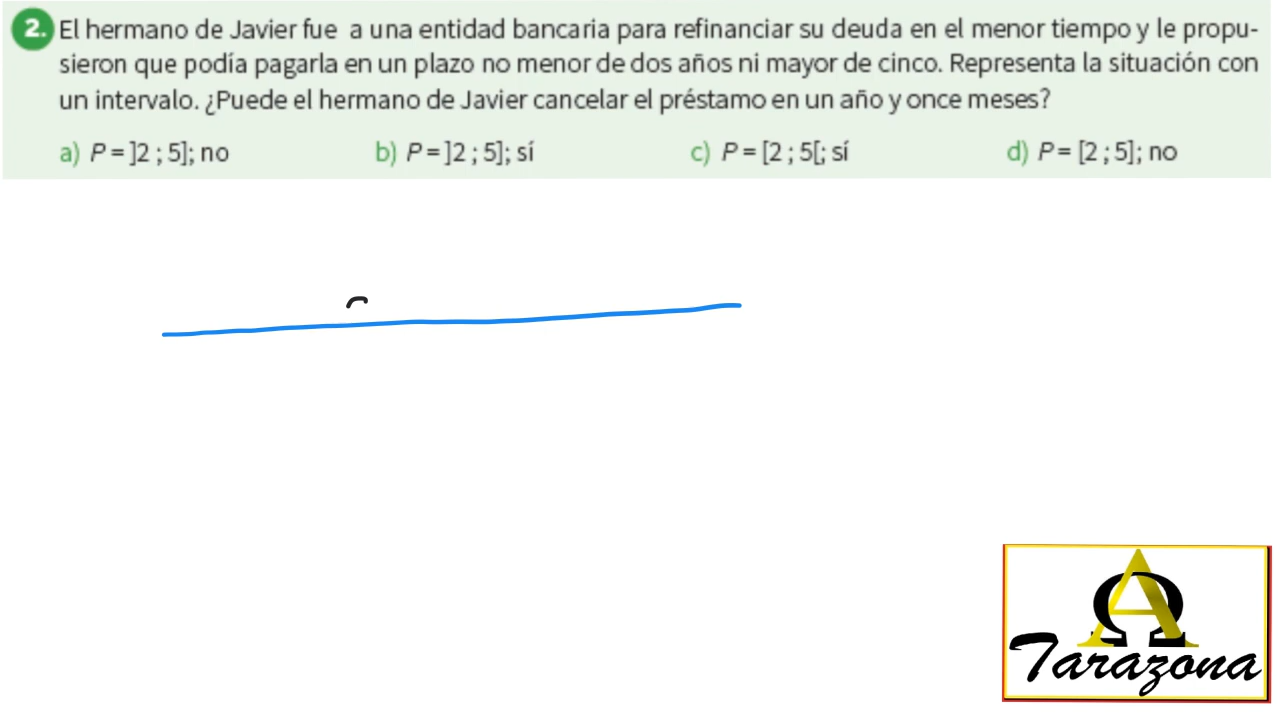 2. El hermano de Javier fue a una entidad bancaria para refinanciar su deuda en el menor tiempo y le propu-
sieron que podía pagarla en un plazo no menor de dos años ni mayor de cinco. Representa la situación con
un intervalo. ¿Puede el hermano de Javier cancelar el préstamo en un año y once meses?
a) P = ]2 ; 5]; no b) P = ]2 ; 5]; sí c) P = [2 ; 5[; sí d) P = [2 ; 5]; no
Tarazona